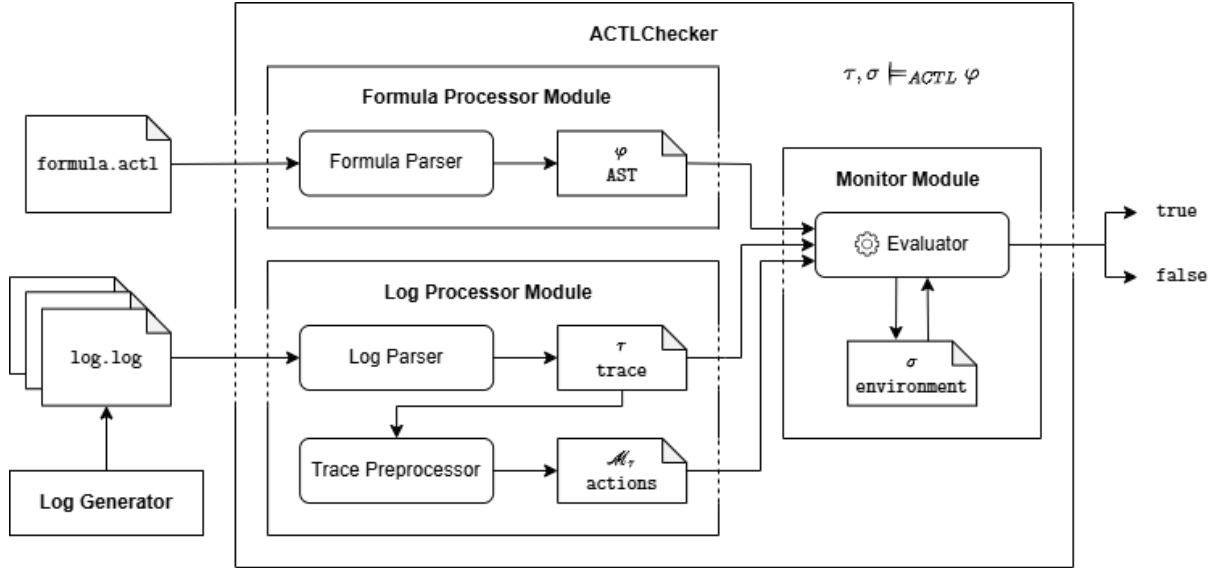 ACTLChecker
τ, σ ⊨ACTL φ
Formula Processor Module
formula.actl
Formula Parser
φ
AST
Monitor Module
Evaluator
true
false
σ
environment
Log Processor Module
log.log
Log Parser
τ
trace
Trace Preprocessor
ℳτ
actions
Log Generator